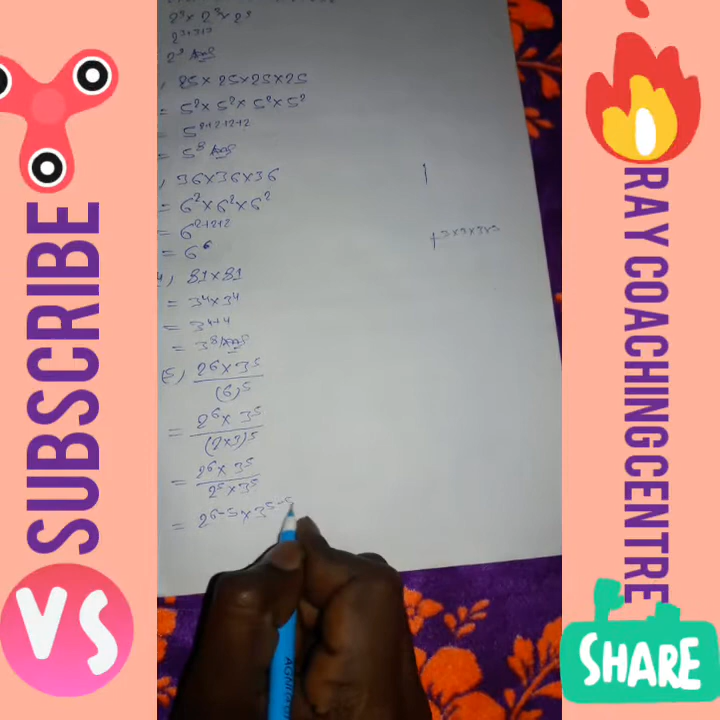 2³ × 2³ × 2³
2³⁺³⁺³
2⁹ Ans
, 25 × 25 × 25 × 25
= 5² × 5² × 5² × 5²
= 5²⁺²⁺²⁺²
= 5⁸ Ans
, 36 × 36 × 36
= 6² × 6² × 6²
= 6²⁺²⁺²
= 6⁶
4, 81 × 81
= 3⁴ × 3⁴
= 3⁴⁺⁴
= 3⁸ Ans
(5) 2⁶ × 3⁵
(6)⁵
= 2⁶ × 3⁵
(2×3)⁵
= 2⁶ × 3⁵
2⁵ × 3⁵
= 2⁶⁻⁵ × 3⁵⁻⁵
SUBSCRIBE
VS
RAY COACHING CENTRE
SHARE